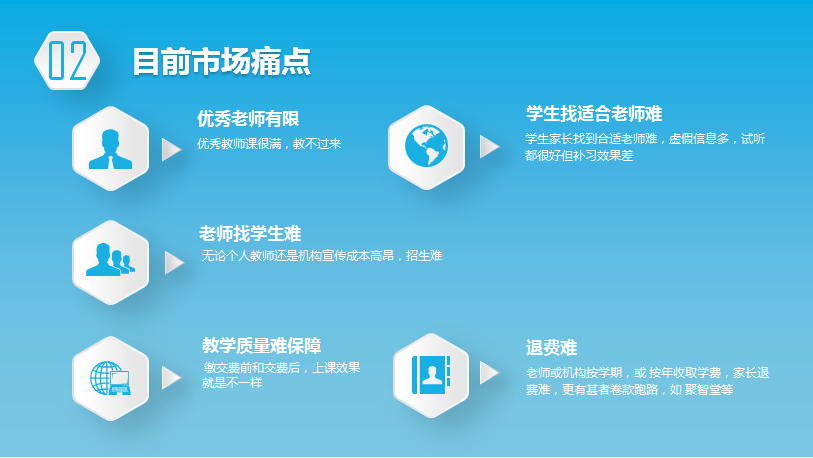 02
目前市场痛点
优秀老师有限
优秀教师课很满，教不过来
学生找适合老师难
学生家长找到合适老师难，虚假信息多，试听
都很好但补习效果差
老师找学生难
无论个人教师还是机构宣传成本高昂，招生难
教学质量难保障
缴交费前和交费后，上课效果
就是不一样
退费难
老师或机构按学期，或 按年收取学费，家长退
费难，更有甚者卷款跑路，如 聚智堂等